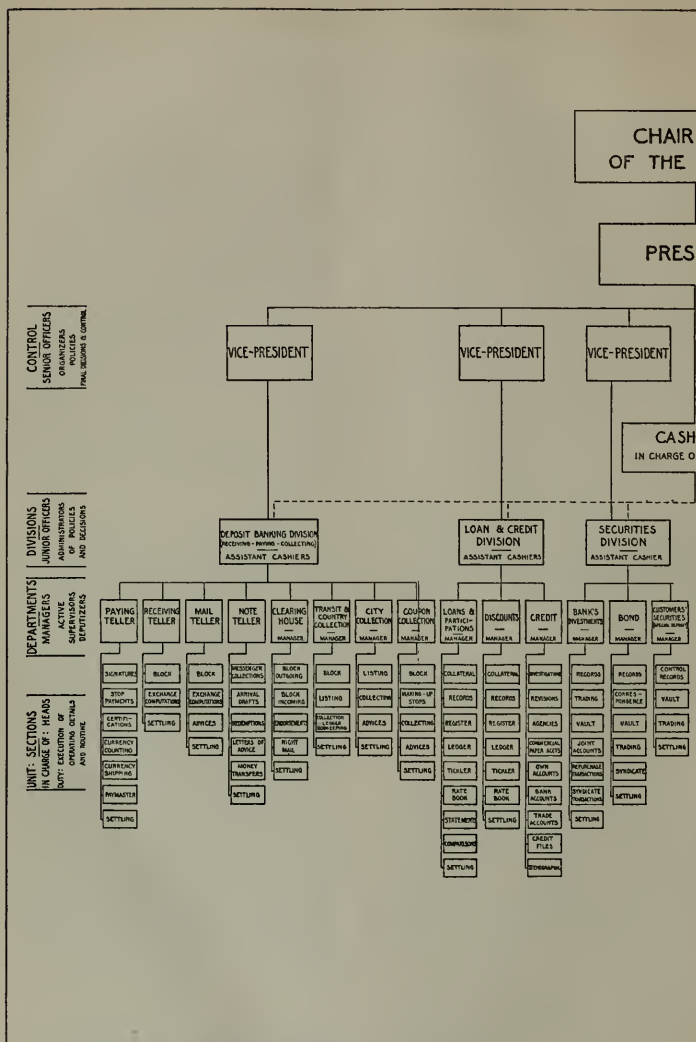 CHAIR
OF THE
PRES
CONTROL
SENIOR OFFICERS
ORGANIZERS
POLICIES
FINAL DECISIONS & CONTROL
VICE-PRESIDENT
VICE-PRESIDENT
VICE-PRESIDENT
CASH
IN CHARGE O
DIVISIONS
JUNIOR OFFICERS
ADMINISTRATORS
OF POLICIES
AND DECISIONS
DEPOSIT BANKING DIVISION
(RECEIVING - PAYING - COLLECTING)
ASSISTANT CASHIERS
LOAN & CREDIT
DIVISION
ASSISTANT CASHIERS
SECURITIES
DIVISION
ASSISTANT CASHIER
DEPARTMENTS
MANAGERS
ACTIVE
SUPERVISORS
DEPUTIZERS
PAYING
TELLER
RECEIVING
TELLER
MAIL
TELLER
NOTE
TELLER
CLEARING
HOUSE
MANAGER
TRANSIT &
COUNTRY
COLLECTION
MANAGER
CITY
COLLECTION
MANAGER
COUPON
COLLECTION
MANAGER
LOANS &
PARTICI-
PATIONS
MANAGER
DISCOUNTS
MANAGER
CREDIT
MANAGER
BANK'S
INVESTMENTS
MANAGER
BOND
MANAGER
CUSTOMERS'
SECURITIES
MANAGER
UNIT: SECTIONS
IN CHARGE OF: HEADS
DUTY: EXECUTION OF
OPERATING DETAILS
AND ROUTINE
SIGNATURES
STOP
PAYMENTS
CERTIFI-
CATIONS
CURRENCY
COUNTING
CURRENCY
SHIPPING
PAYMASTER
SETTLING
BLOCK
EXCHANGE
COMPUTATIONS
SETTLING
BLOCK
EXCHANGE
COMPUTATIONS
ADVICES
SETTLING
MESSENGER
COLLECTIONS
ARRIVAL
DRAFTS
REDEMPTIONS
LETTERS OF
ADVICE
MONEY
TRANSFERS
SETTLING
BLOCK
OUTGOING
BLOCK
INCOMING
ENDORSEMENTS
NIGHT
MAIL
SETTLING
BLOCK
LISTING
COLLECTION
LEDGER
BOOKKEEPING
SETTLING
LISTING
COLLECTION
ADVICES
SETTLING
BLOCK
MAKING-UP
STOPS
COLLECTING
ADVICES
SETTLING
COLLATERAL
RECORDS
REGISTER
LEDGER
TICKLER
RATE
BOOK
STATEMENTS
COMPARISONS
SETTLING
COLLATERAL
RECORDS
REGISTER
LEDGER
TICKLER
RATE
BOOK
SETTLING
INVESTIGATIONS
REVISIONS
AGENCIES
COMMERCIAL
PAPER ACCTS
OWN
ACCOUNTS
BANK
ACCOUNTS
TRADE
ACCOUNTS
CREDIT
FILES
STENOGRAPHIC
RECORDS
TRADING
VAULT
JOINT
ACCOUNTS
REPURCHASE
TRANSACTIONS
SYNDICATE
TRANSACTIONS
SETTLING
RECORDS
CORRES-
PONDENCE
VAULT
TRADING
SYNDICATE
SETTLING
CONTROL
RECORDS
VAULT
TRADING
SETTLING